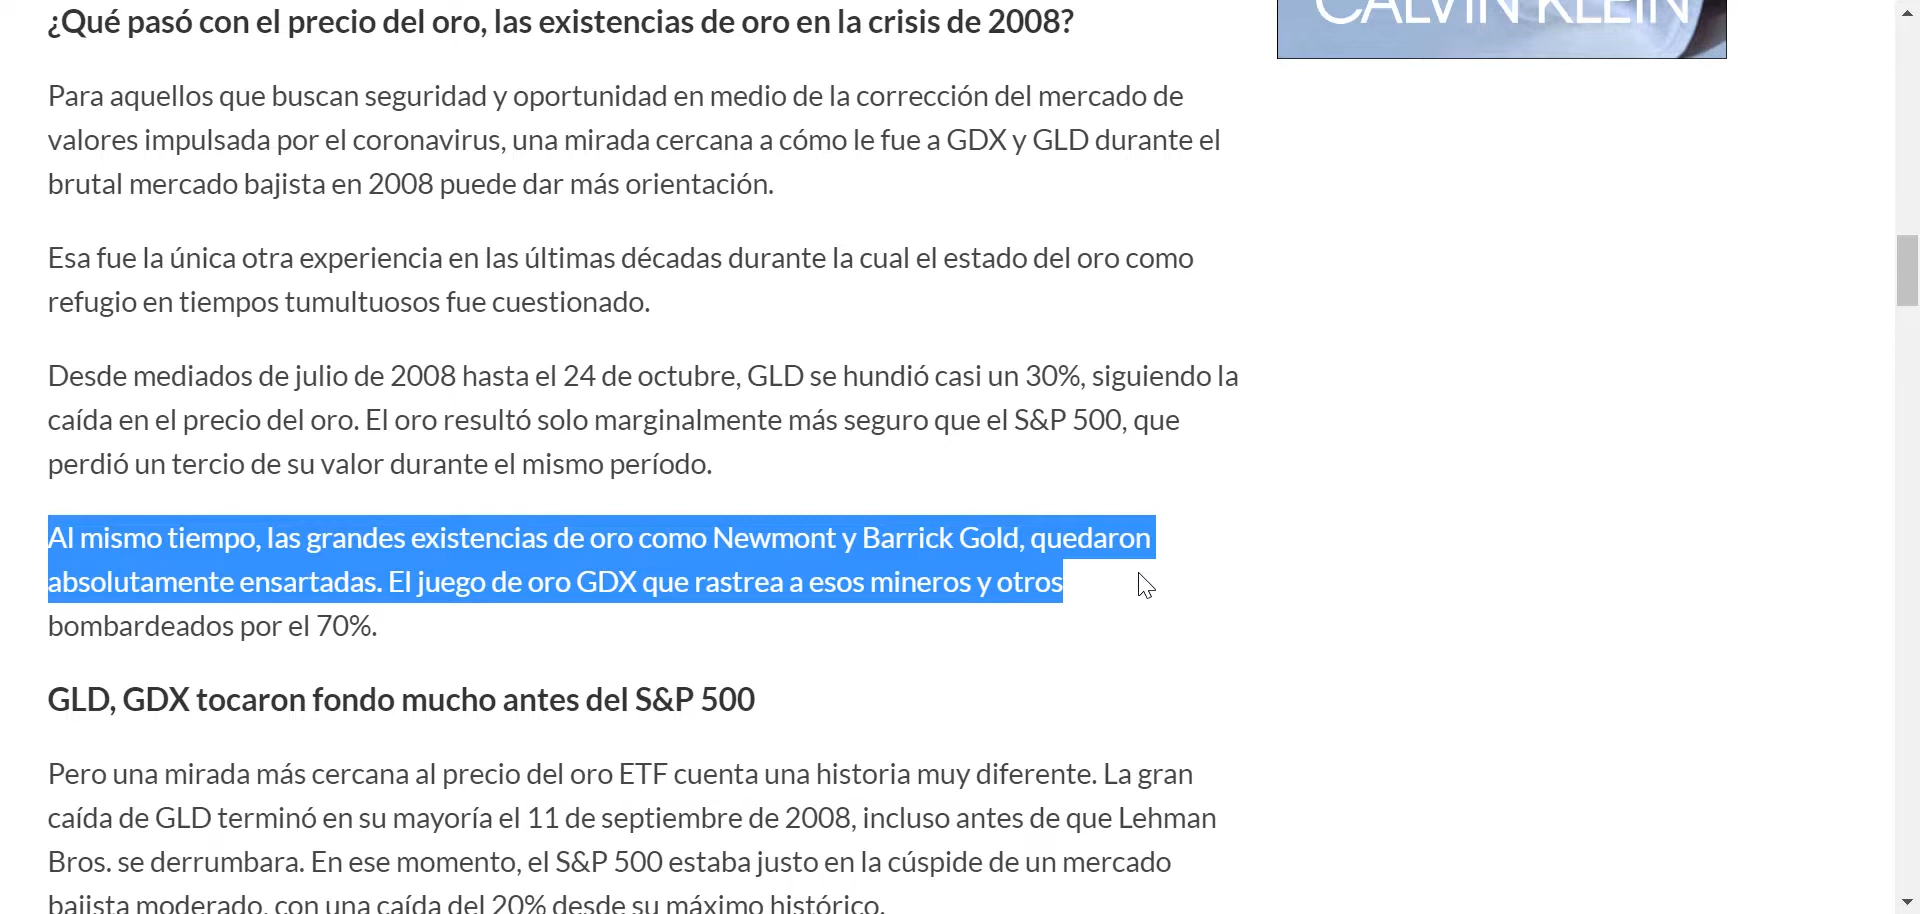 ¿Qué pasó con el precio del oro, las existencias de oro en la crisis de 2008?
CALVIN KLEIN
Para aquellos que buscan seguridad y oportunidad en medio de la corrección del mercado de
valores impulsada por el coronavirus, una mirada cercana a cómo le fue a GDX y GLD durante el
brutal mercado bajista en 2008 puede dar más orientación.
Esa fue la única otra experiencia en las últimas décadas durante la cual el estado del oro como
refugio en tiempos tumultuosos fue cuestionado.
Desde mediados de julio de 2008 hasta el 24 de octubre, GLD se hundió casi un 30%, siguiendo la
caída en el precio del oro. El oro resultó solo marginalmente más seguro que el S&P 500, que
perdió un tercio de su valor durante el mismo período.
Al mismo tiempo, las grandes existencias de oro como Newmont y Barrick Gold, quedaron
absolutamente ensartadas. El juego de oro GDX que rastrea a esos mineros y otros
bombardeados por el 70%.
GLD, GDX tocaron fondo mucho antes del S&P 500
Pero una mirada más cercana al precio del oro ETF cuenta una historia muy diferente. La gran
caída de GLD terminó en su mayoría el 11 de septiembre de 2008, incluso antes de que Lehman
Bros. se derrumbara. En ese momento, el S&P 500 estaba justo en la cúspide de un mercado
bajista moderado, con una caída del 20% desde su máximo histórico.